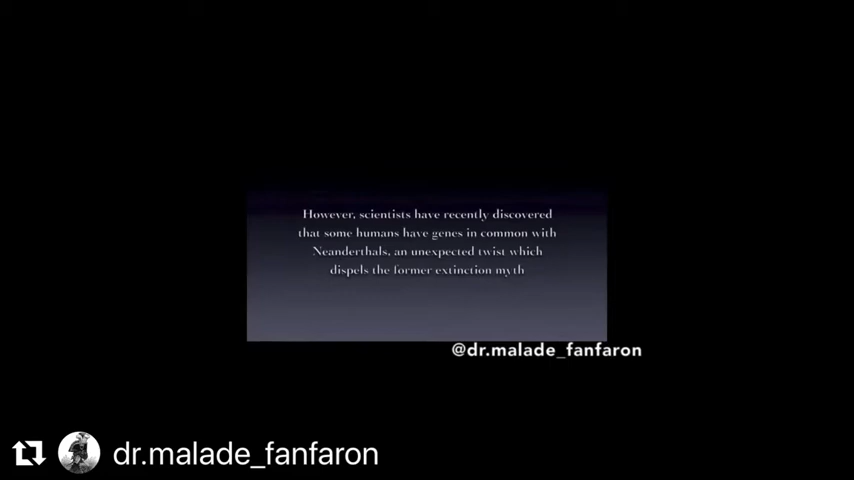 However, scientists have recently discovered
that some humans have genes in common with
Neanderthals, an unexpected twist which
dispels the former extinction myth
@dr.malade_fanfaron
dr.malade_fanfaron